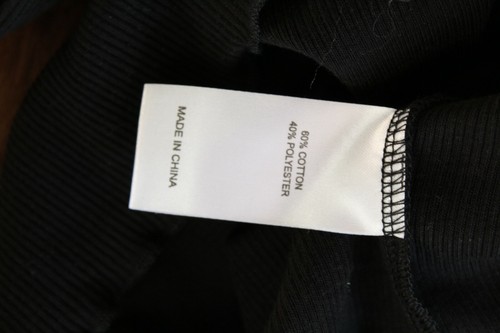 60% COTTON
40% POLYESTER
MADE IN CHINA